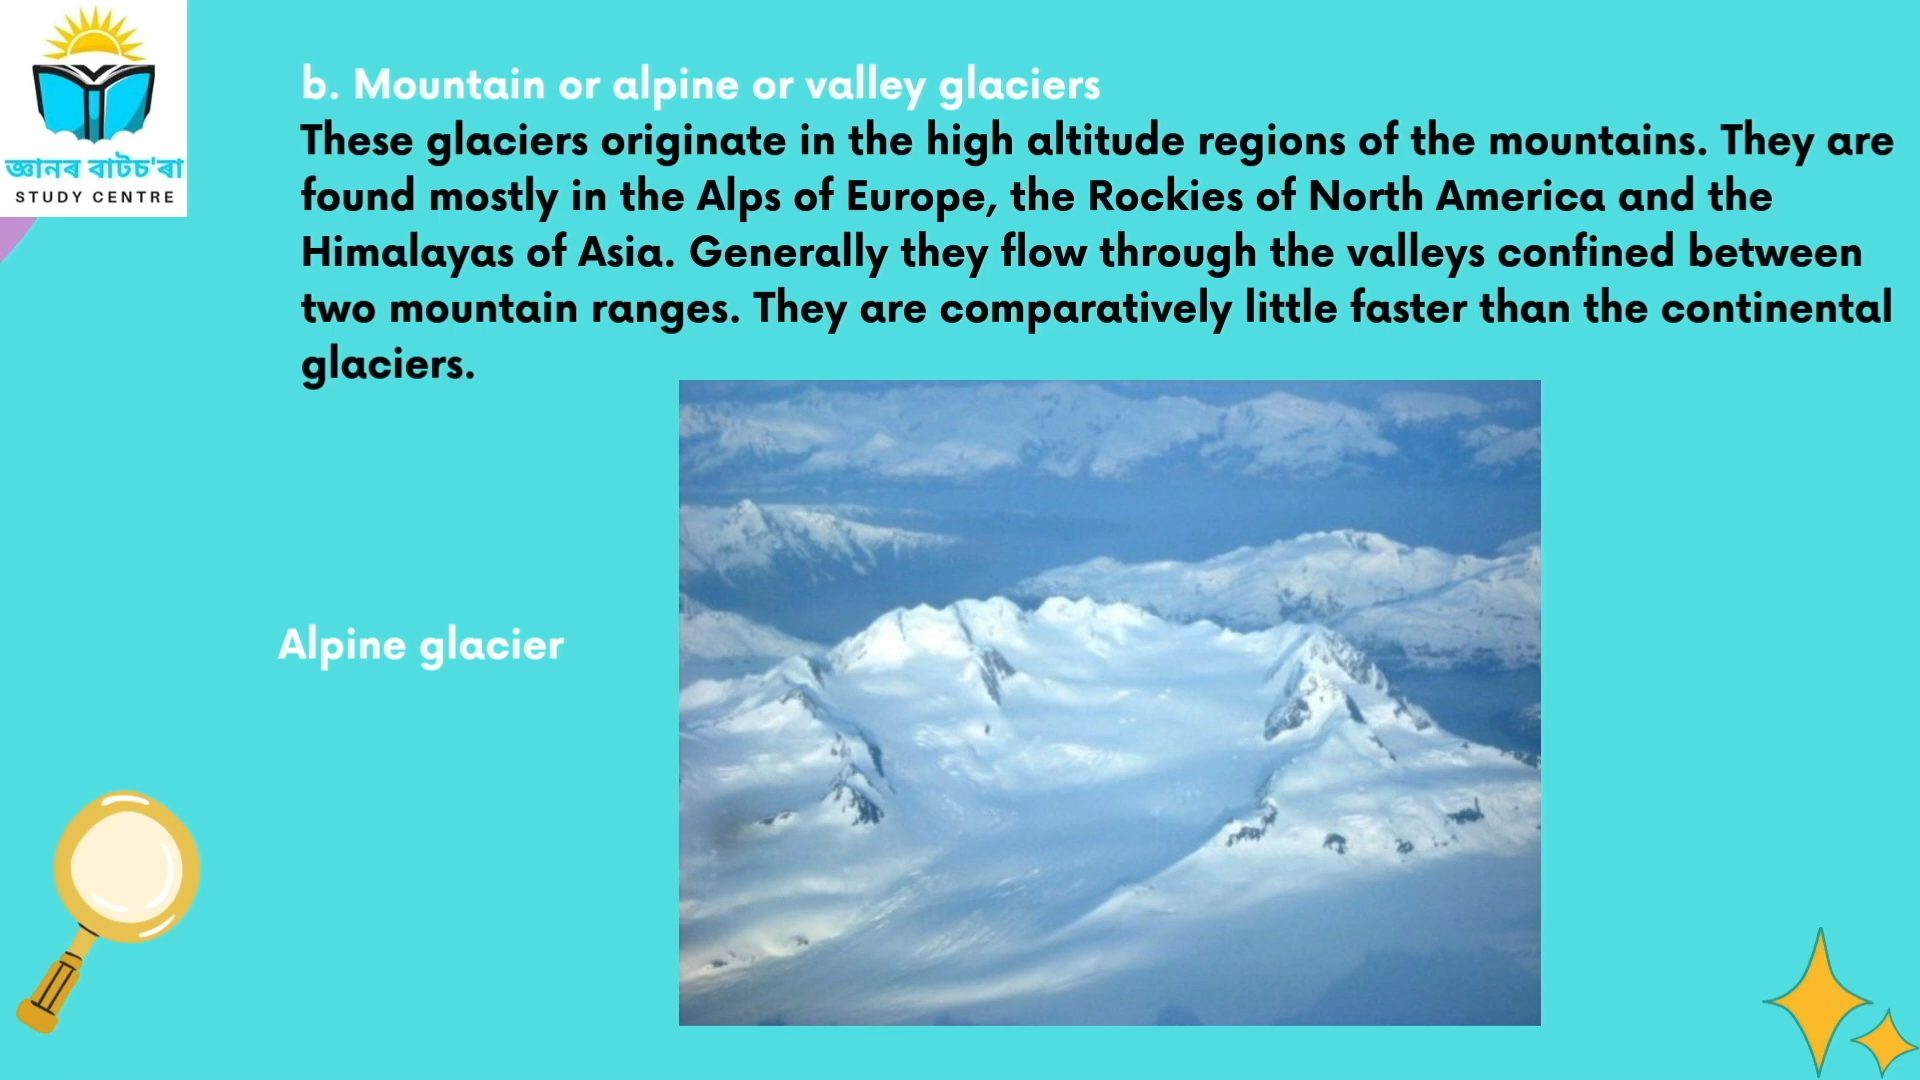 জ্ঞানৰ বাটচ'ৰা
STUDY CENTRE
b. Mountain or alpine or valley glaciers
These glaciers originate in the high altitude regions of the mountains. They are
found mostly in the Alps of Europe, the Rockies of North America and the
Himalayas of Asia. Generally they flow through the valleys confined between
two mountain ranges. They are comparatively little faster than the continental
glaciers.
Alpine glacier